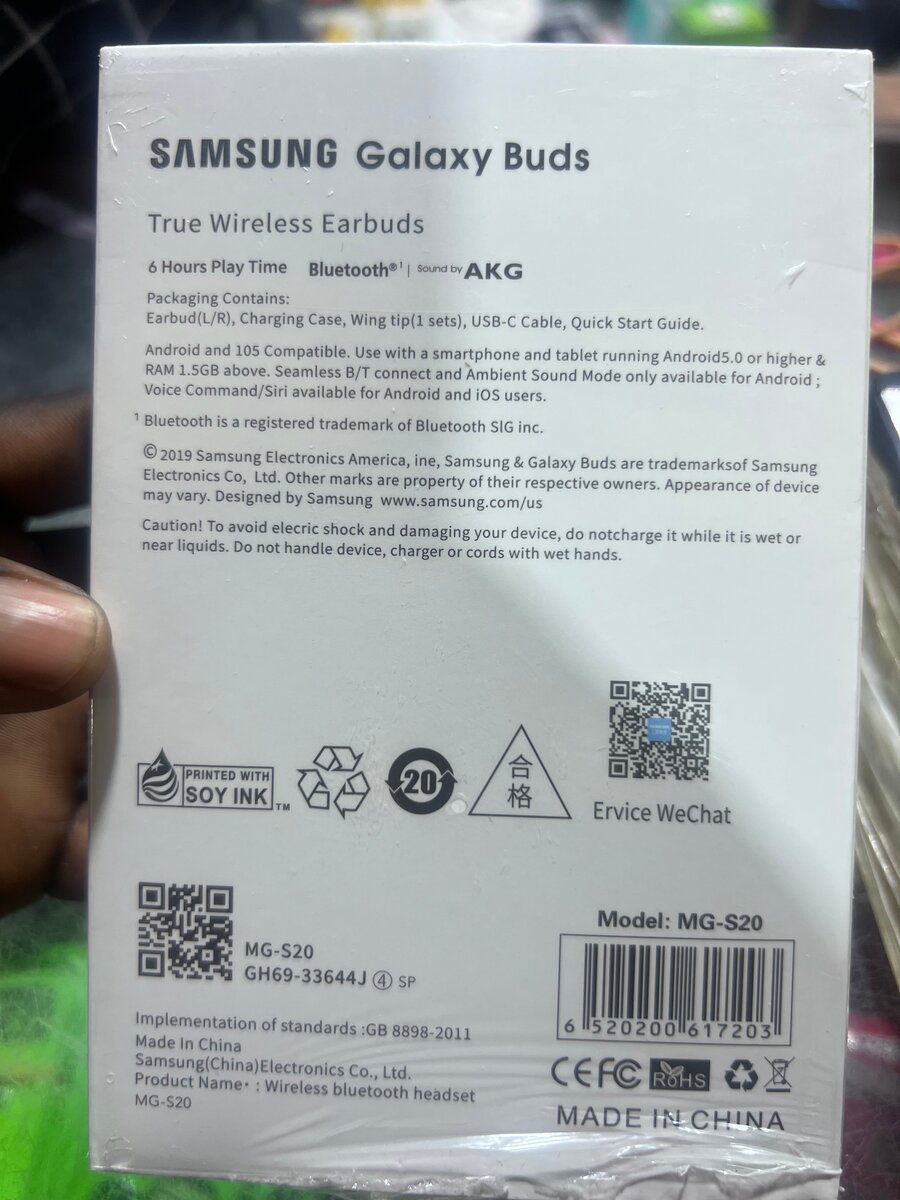 SAMSUNG Galaxy Buds
True Wireless Earbuds
6 Hours Play Time Bluetooth®¹ | Sound by AKG
Packaging Contains:
Earbud(L/R), Charging Case, Wing tip(1 sets), USB-C Cable, Quick Start Guide.
Android and 105 Compatible. Use with a smartphone and tablet running Android5.0 or higher &
RAM 1.5GB above. Seamless B/T connect and Ambient Sound Mode only available for Android ;
Voice Command/Siri available for Android and iOS users.
¹ Bluetooth is a registered trademark of Bluetooth SIG inc.
© 2019 Samsung Electronics America, ine, Samsung & Galaxy Buds are trademarksof Samsung
Electronics Co, Ltd. Other marks are property of their respective owners. Appearance of device
may vary. Designed by Samsung www.samsung.com/us
Caution! To avoid elecric shock and damaging your device, do notcharge it while it is wet or
near liquids. Do not handle device, charger or cords with wet hands.
PRINTED WITH
SOY INK TM
20
合
格
Ervice WeChat
MG-S20
GH69-33644J ④ SP
Model: MG-S20
6 520200 617203
Implementation of standards :GB 8898-2011
Made In China
Samsung(China)Electronics Co., Ltd.
Product Name· : Wireless bluetooth headset
MG-S20
CE FC RoHS
MADE IN CHINA